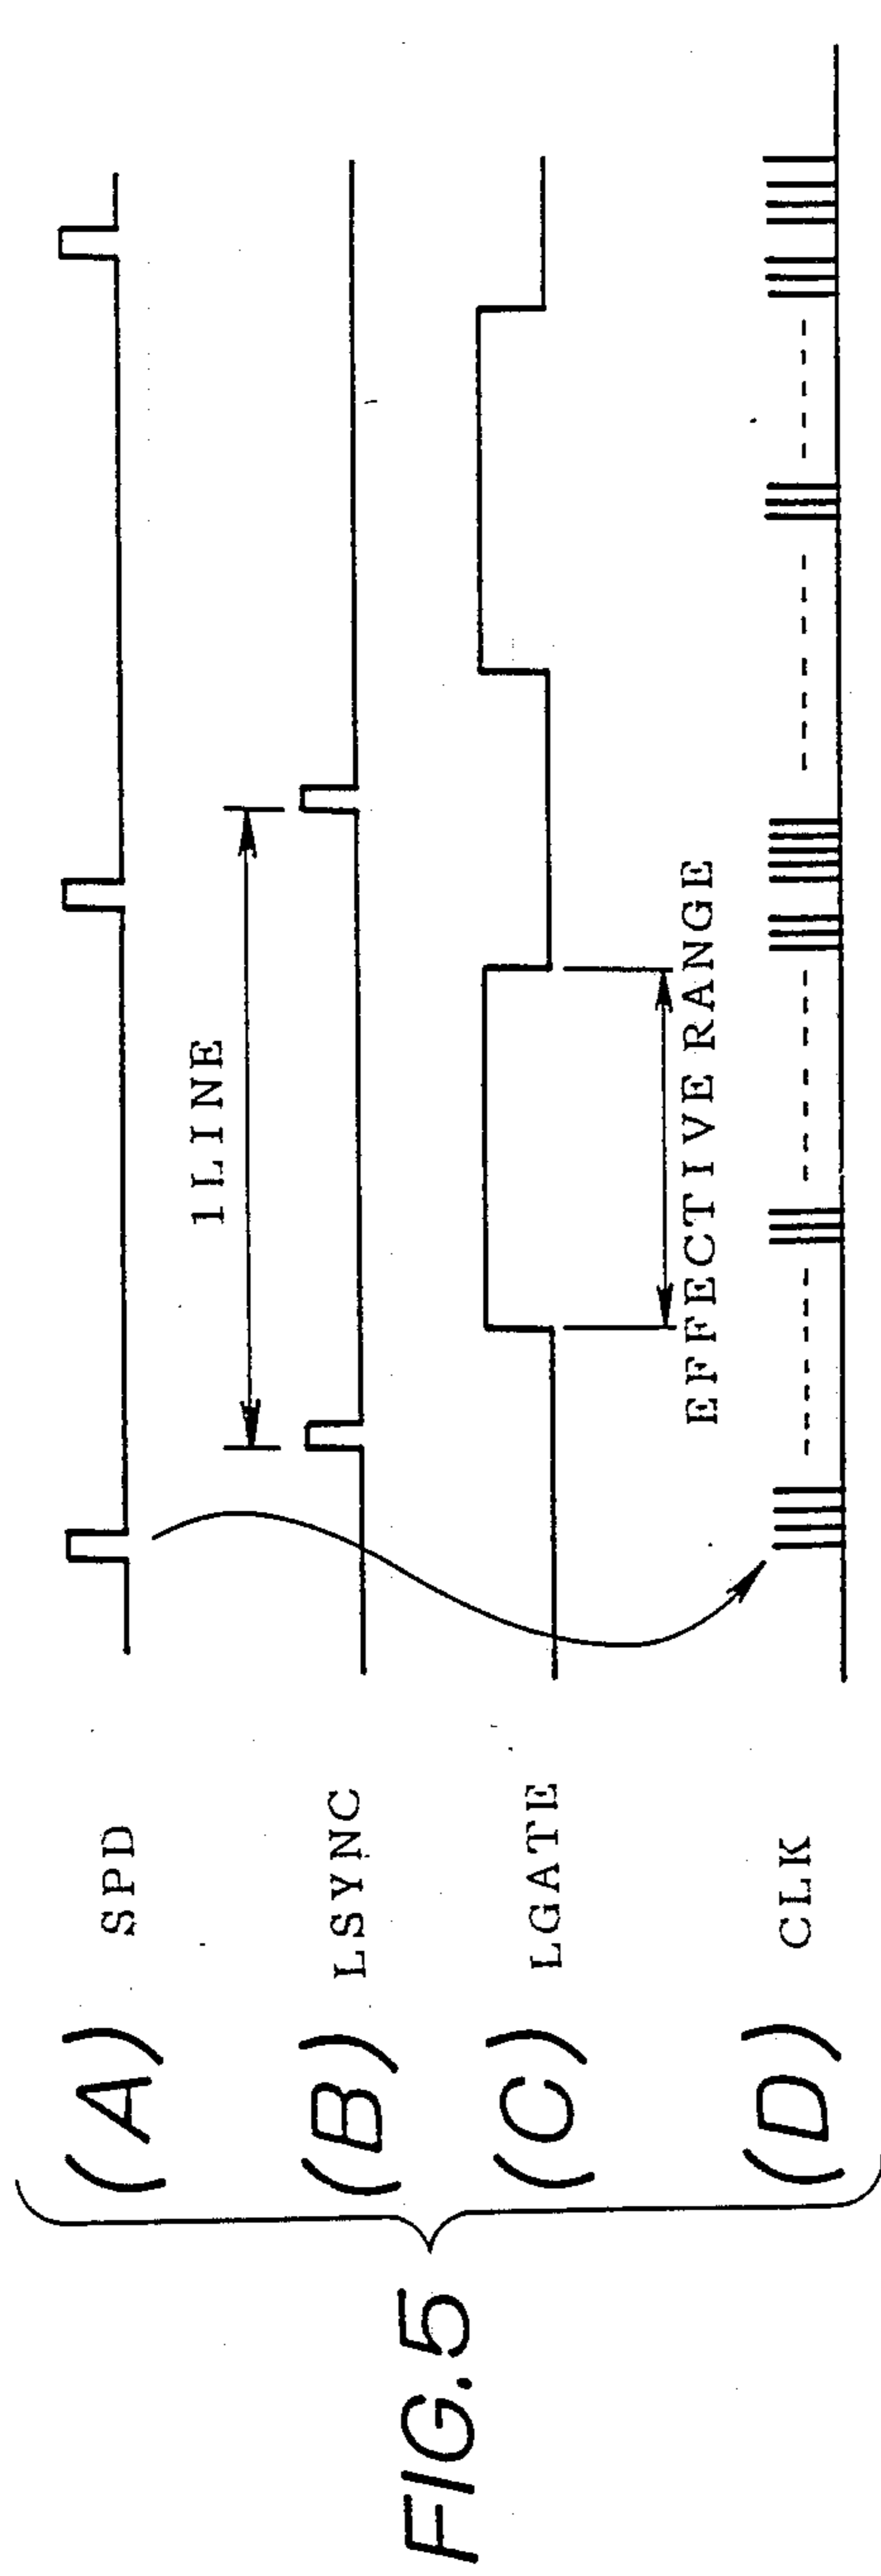 FIG.5
(A) SPD
(B) LSYNC
1 LINE
(C) LGATE
EFFECTIVE RANGE
(D) CLK